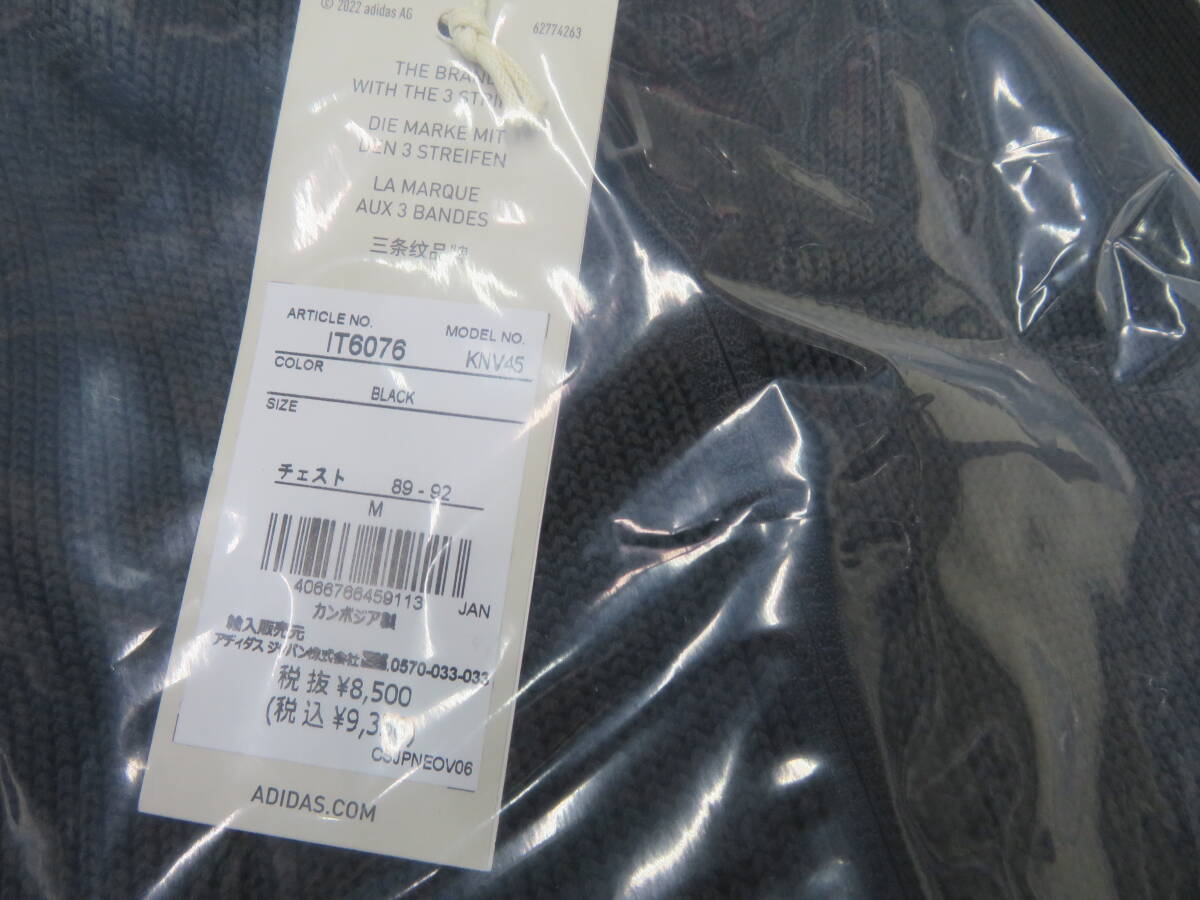 © 2022 adidas AG
62774263
THE BRAND
WITH THE 3
DIE MARKE MIT
DEN 3 STREIFEN
LA MARQUE
AUX 3 BANDES
三条纹品牌
ARTICLE NO. MODEL NO.
IT6076 KNV45
COLOR
BLACK
SIZE
チェスト 89 - 92
M
4066766459113 JAN
カンボジア製
輸入販売元
アディダス ジャパン株式会社 .0570-033-033
税 抜 ¥8,500
(税 込
CSJPNEOV06
ADIDAS.COM